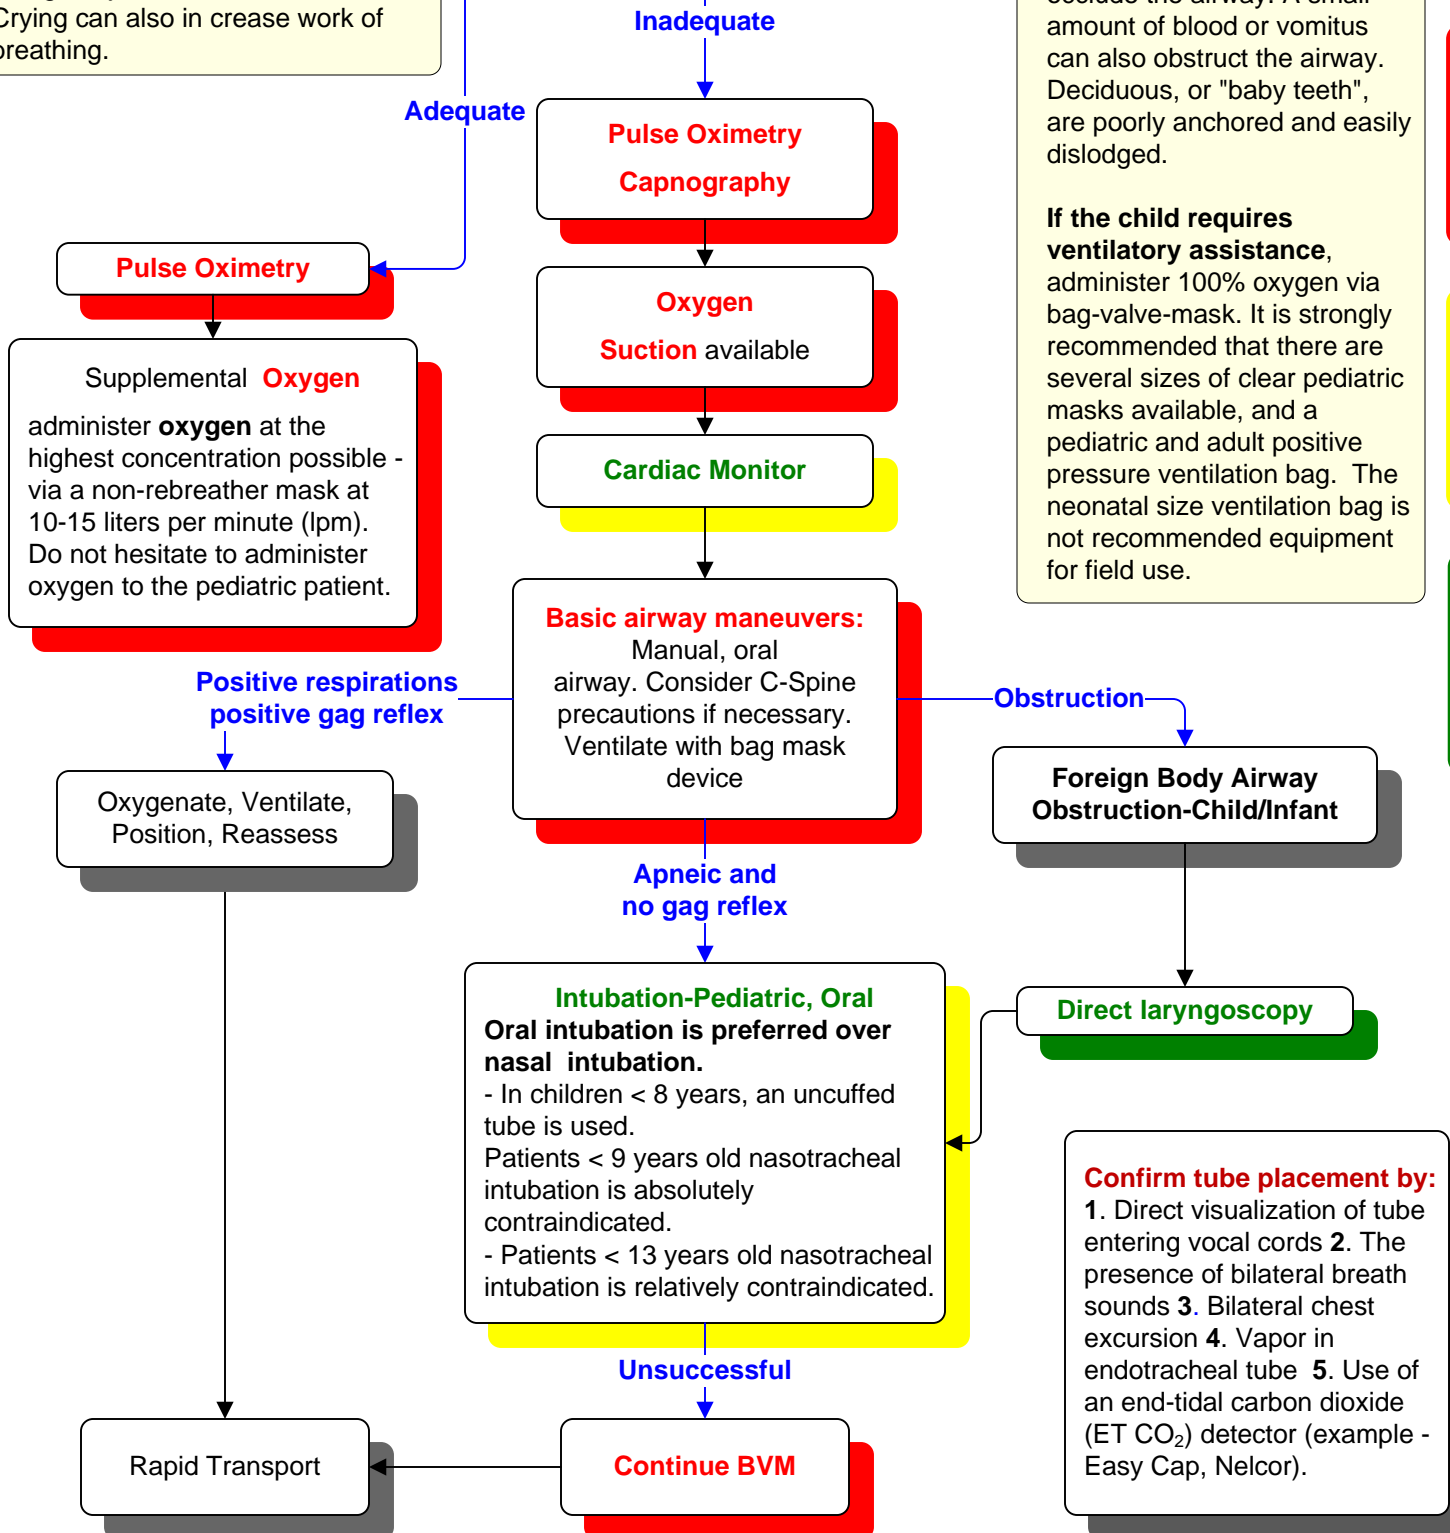 Crying can also in crease work of
breathing.
Inadequate
Adequate
amount of blood or vomitus
can also obstruct the airway.
Deciduous, or "baby teeth",
are poorly anchored and easily
dislodged.
If the child requires
ventilatory assistance,
administer 100% oxygen via
bag-valve-mask. It is strongly
recommended that there are
several sizes of clear pediatric
masks available, and a
pediatric and adult positive
pressure ventilation bag.  The
neonatal size ventilation bag is
not recommended equipment
for field use.
Pulse Oximetry
Capnography
Pulse Oximetry
Oxygen
Suction available
Supplemental  Oxygen
administer oxygen at the
highest concentration possible -
via a non-rebreather mask at
10-15 liters per minute (lpm).
Do not hesitate to administer
oxygen to the pediatric patient.
Cardiac Monitor
Basic airway maneuvers:
Manual, oral
airway. Consider C-Spine
precautions if necessary.
Ventilate with bag mask
device
Positive respirations
positive gag reflex
Obstruction
Oxygenate, Ventilate,
Position, Reassess
Foreign Body Airway
Obstruction-Child/Infant
Apneic and
no gag reflex
Intubation-Pediatric, Oral
Oral intubation is preferred over
nasal  intubation.
- In children < 8 years, an uncuffed
tube is used.
Patients < 9 years old nasotracheal
intubation is absolutely
contraindicated.
- Patients < 13 years old nasotracheal
intubation is relatively contraindicated.
Direct laryngoscopy
Confirm tube placement by:
1. Direct visualization of tube
entering vocal cords 2. The
presence of bilateral breath
sounds 3. Bilateral chest
excursion 4. Vapor in
endotracheal tube  5. Use of
an end-tidal carbon dioxide
(ET CO₂) detector (example -
Easy Cap, Nelcor).
Unsuccessful
Rapid Transport
Continue BVM